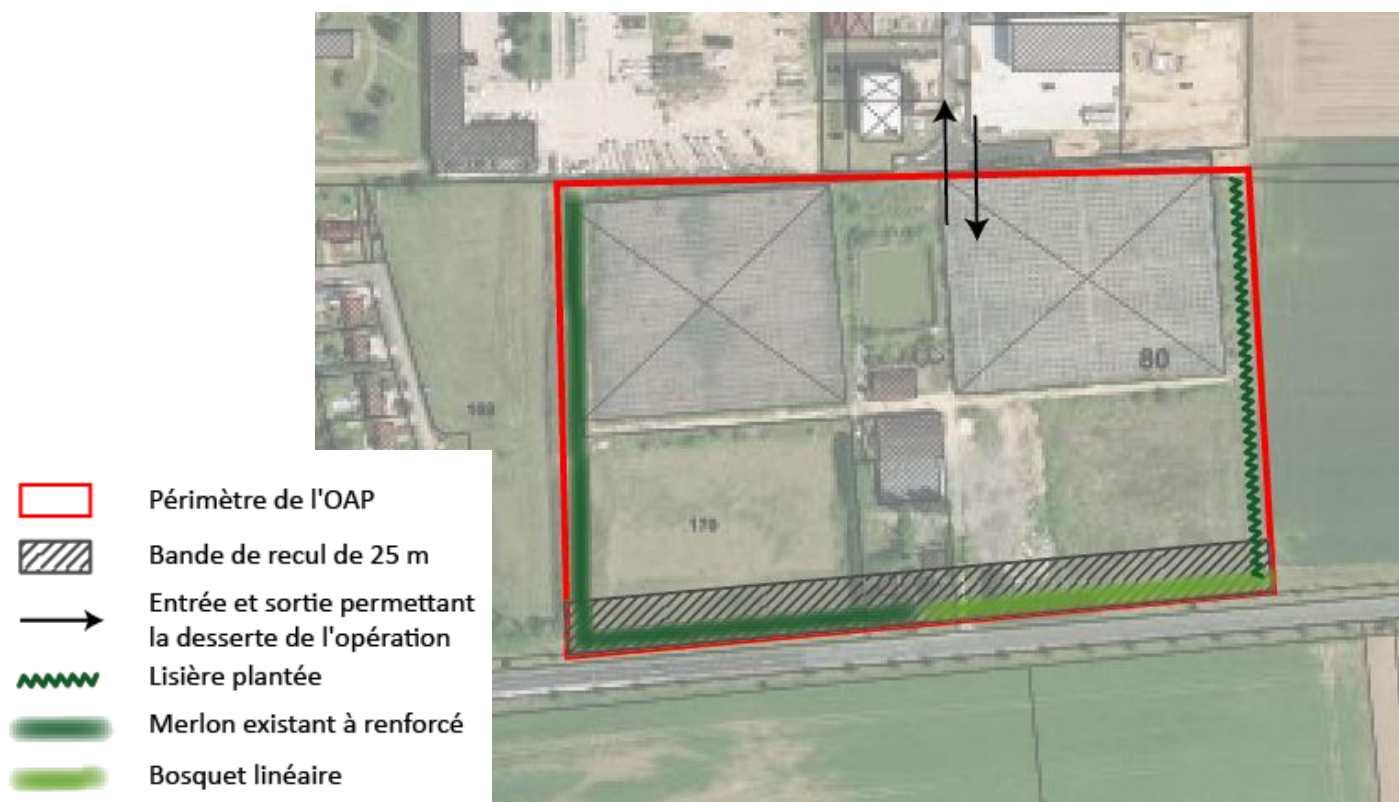 80
179
Périmètre de l'OAP
Bande de recul de 25 m
Entrée et sortie permettant
la desserte de l'opération
Lisière plantée
Merlon existant à renforcé
Bosquet linéaire